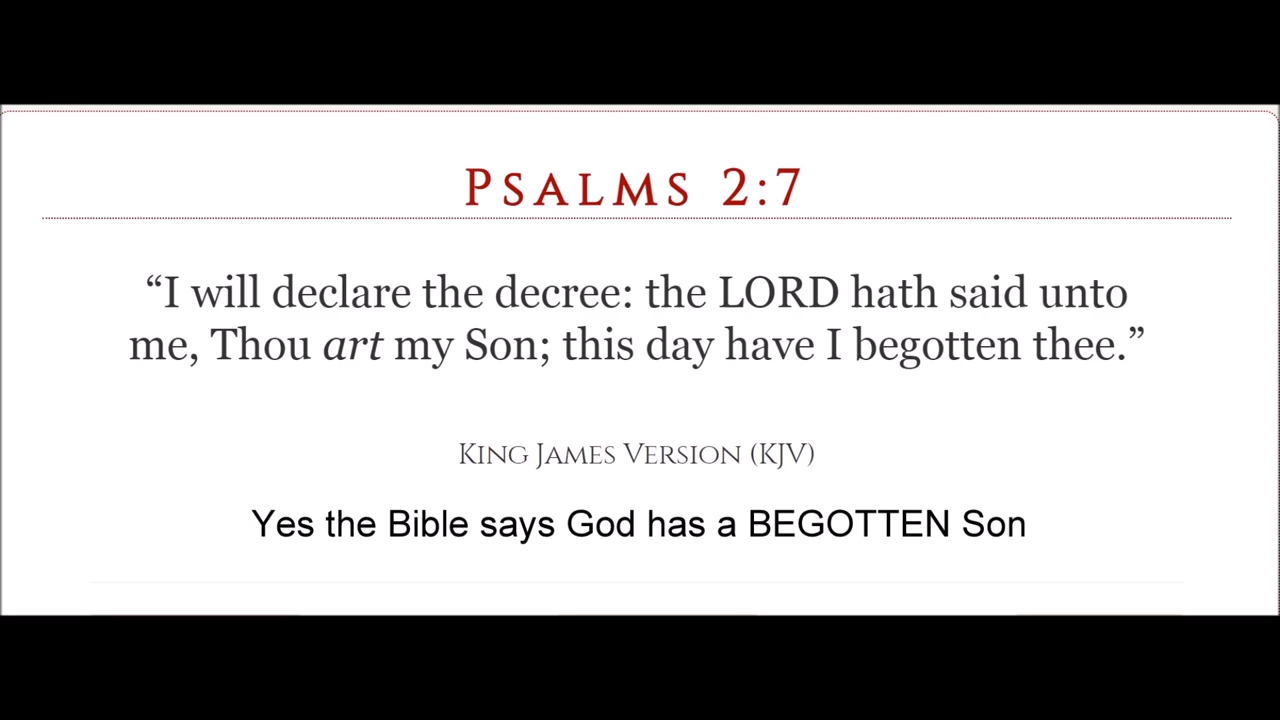 PSALMS 2:7
“I will declare the decree: the LORD hath said unto
me, Thou art my Son; this day have I begotten thee.”
KING JAMES VERSION (KJV)
Yes the Bible says God has a BEGOTTEN Son